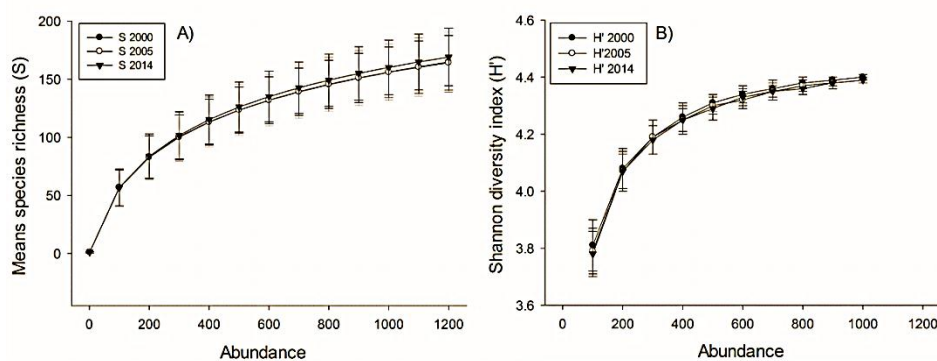 A)
S 2000
S 2005
S 2014
Means species richness (S)
200
150
100
50
0
0 200 400 600 800 1000 1200
Abundance
B)
H' 2000
H'2005
H' 2014
Shannon diversity index (H')
4.6
4.4
4.2
4.0
3.8
3.6
0 200 400 600 800 1000 1200
Abundance